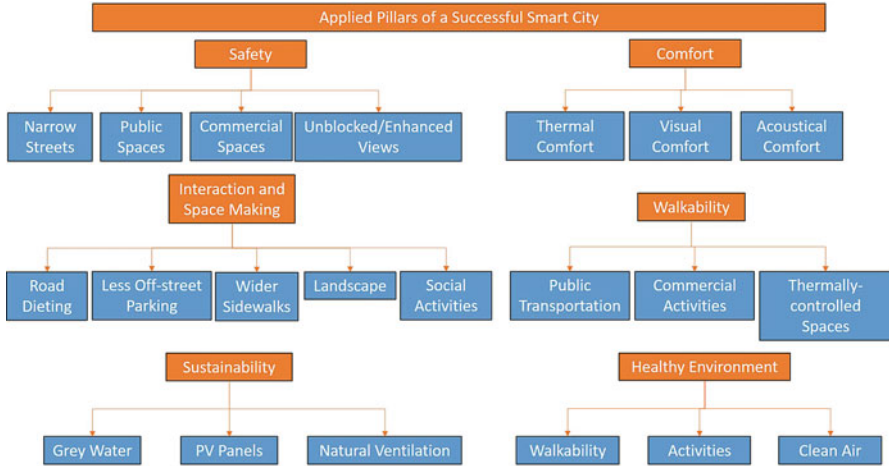 Applied Pillars of a Successful Smart City
Safety
Comfort
Narrow
Streets
Public
Spaces
Commercial
Spaces
Unblocked/Enhanced
Views
Thermal
Comfort
Visual
Comfort
Acoustical
Comfort
Interaction and
Space Making
Walkability
Road
Dieting
Less Off-street
Parking
Wider
Sidewalks
Landscape
Social
Activities
Public
Transportation
Commercial
Activities
Thermally-
controlled
Spaces
Sustainability
Healthy Environment
Grey Water
PV Panels
Natural Ventilation
Walkability
Activities
Clean Air